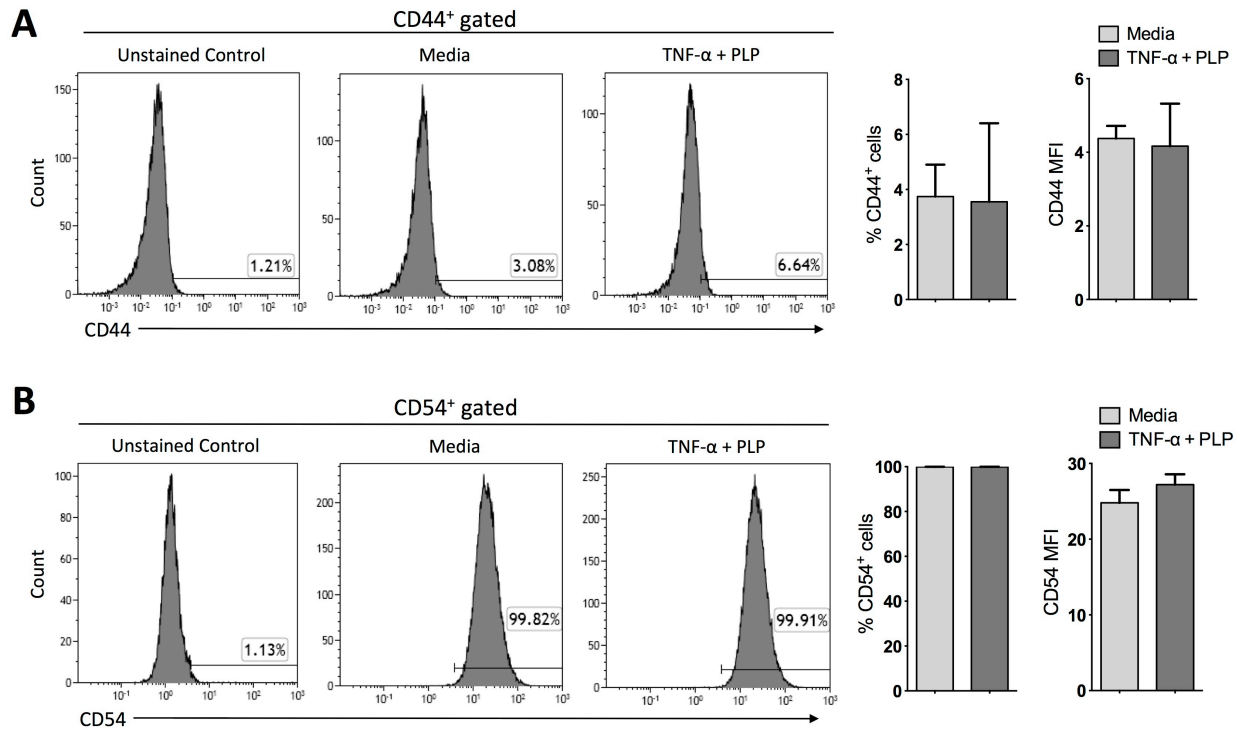 A
CD44⁺ gated
Unstained Control Media TNF-α + PLP
Count
150
100
50
0
1.21%
10⁻³ 10⁻² 10⁻¹ 10⁰ 10¹ 10² 10³
100
50
0
3.08%
10⁻³ 10⁻² 10⁻¹ 10⁰ 10¹ 10² 10³
100
50
0
6.64%
10⁻³ 10⁻² 10⁻¹ 10⁰ 10¹ 10² 10³
CD44
% CD44⁺ cells
8
6
4
2
0
Media
TNF-α + PLP
CD44 MFI
6
4
2
0
B
CD54⁺ gated
Unstained Control Media TNF-α + PLP
Count
100
80
60
40
20
0
1.13%
10⁻¹ 10⁰ 10¹ 10² 10³
200
150
100
50
0
99.82%
10⁻¹ 10⁰ 10¹ 10² 10³
250
200
150
100
50
0
99.91%
10⁻¹ 10⁰ 10¹ 10² 10³
CD54
% CD54⁺ cells
100
80
60
40
20
0
Media
TNF-α + PLP
CD54 MFI
30
20
10
0